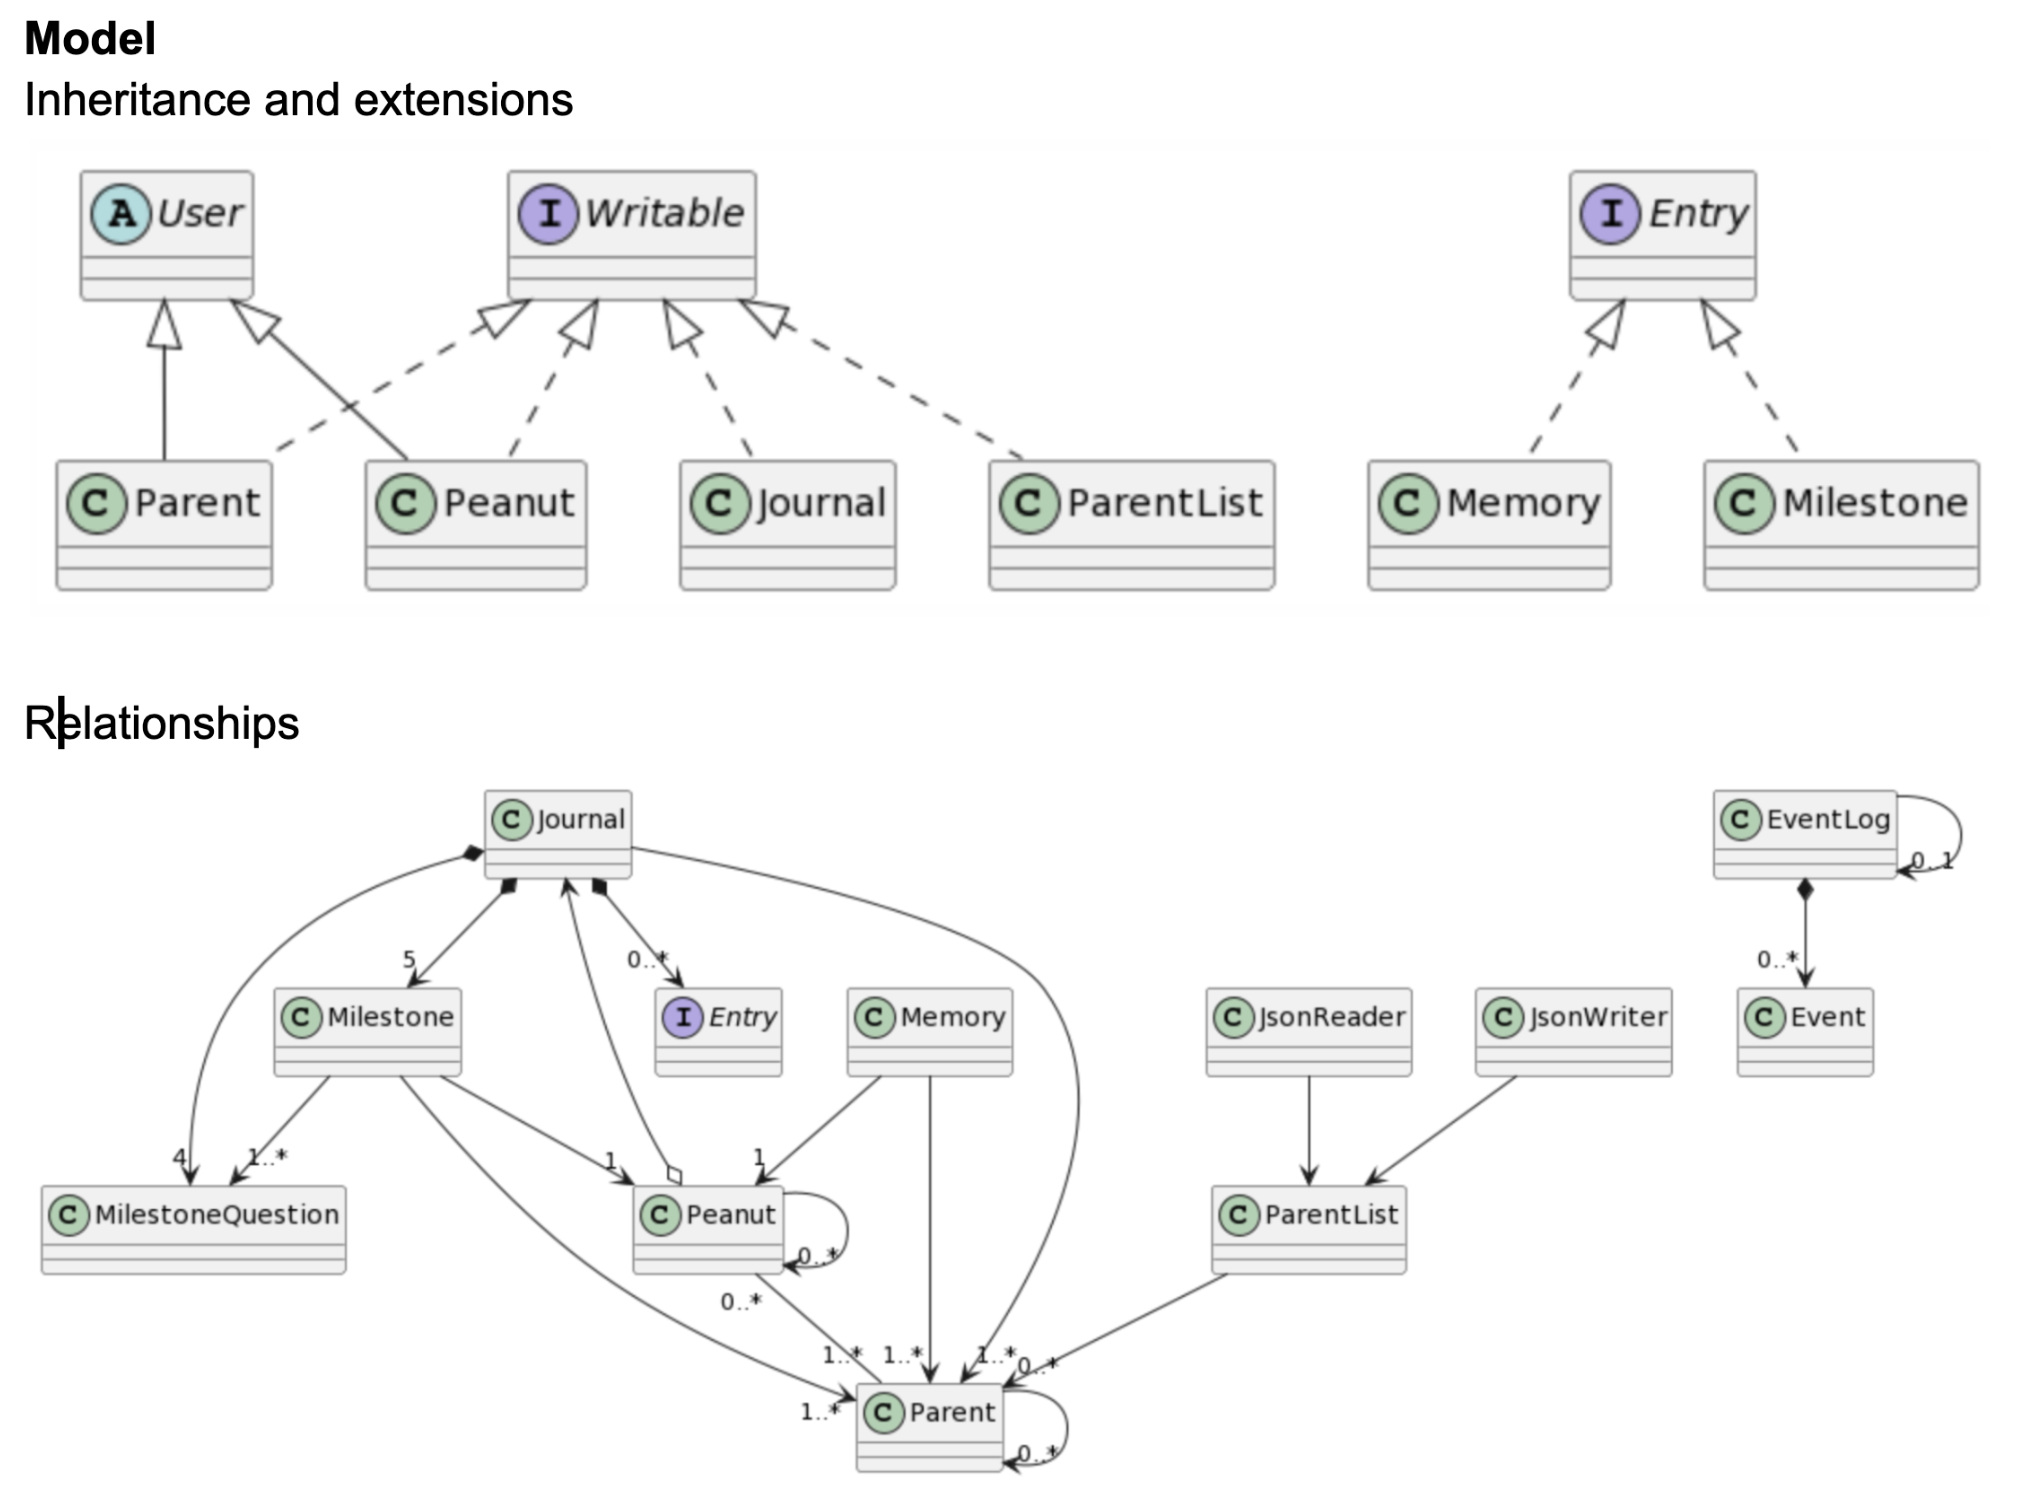 Model
Inheritance and extensions
A User
I Writable
I Entry
C Parent
C Peanut
C Journal
C ParentList
C Memory
C Milestone
Relationships
C Journal
C EventLog
0..1
5
0..*
0..*
C Milestone
I Entry
C Memory
C JsonReader
C JsonWriter
C Event
4
1..*
1
1
C MilestoneQuestion
C Peanut
C ParentList
0..*
0..*
1..*
1..*
1..*
0..*
1..*
C Parent
0..*